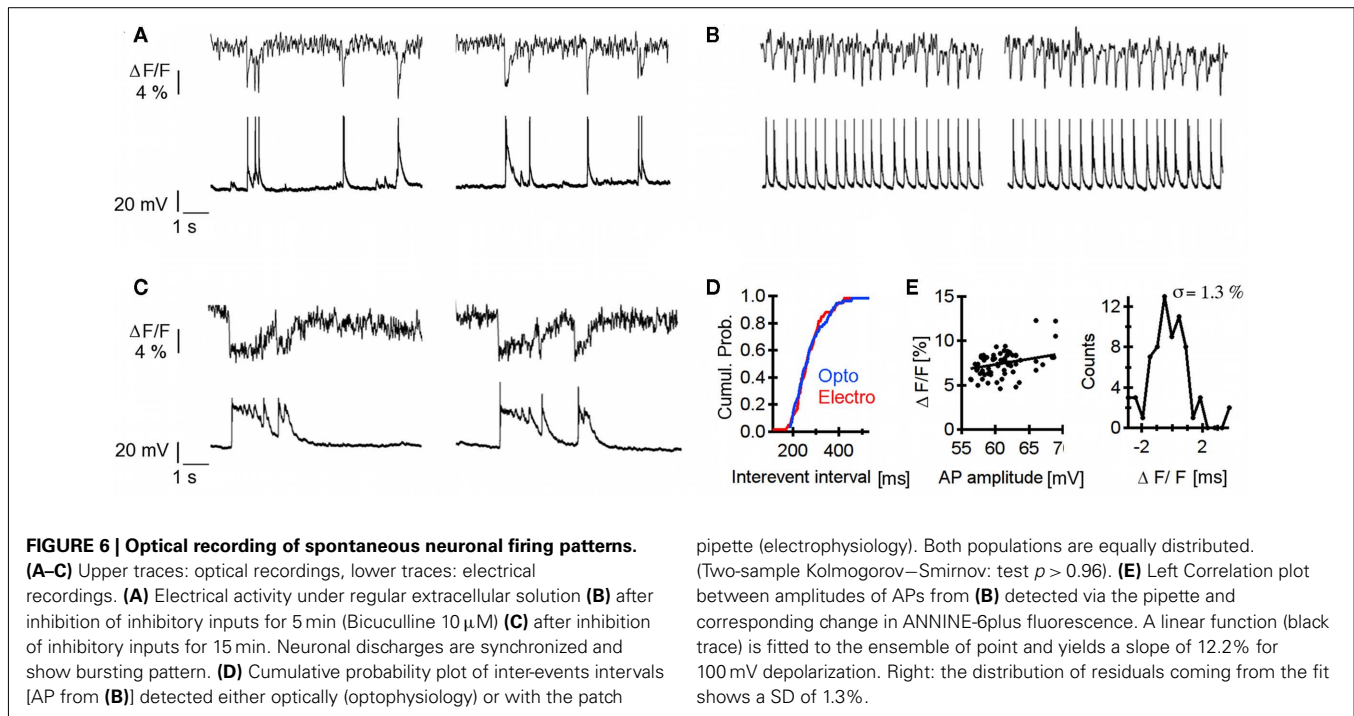 A
B
ΔF/F
4 %
20 mV
1 s
C
ΔF/F
4 %
20 mV
1 s
D
Cumul. Prob.
1.0
0.8
0.6
0.4
0.2
0.0
Opto
Electro
200 400
Interevent interval [ms]
E
Δ F/F [%]
15
10
5
0
55 60 65 7
AP amplitude [mV]
σ= 1.3 %
Counts
12
8
4
0
-2 2
Δ F/ F [ms]
FIGURE 6 | Optical recording of spontaneous neuronal firing patterns.
(A–C) Upper traces: optical recordings, lower traces: electrical
recordings. (A) Electrical activity under regular extracellular solution (B) after
inhibition of inhibitory inputs for 5 min (Bicuculline 10 μM) (C) after inhibition
of inhibitory inputs for 15 min. Neuronal discharges are synchronized and
show bursting pattern. (D) Cumulative probability plot of inter-events intervals
[AP from (B)] detected either optically (optophysiology) or with the patch
pipette (electrophysiology). Both populations are equally distributed.
(Two-sample Kolmogorov–Smirnov: test p > 0.96). (E) Left Correlation plot
between amplitudes of APs from (B) detected via the pipette and
corresponding change in ANNINE-6plus fluorescence. A linear function (black
trace) is fitted to the ensemble of point and yields a slope of 12.2% for
100 mV depolarization. Right: the distribution of residuals coming from the fit
shows a SD of 1.3%.